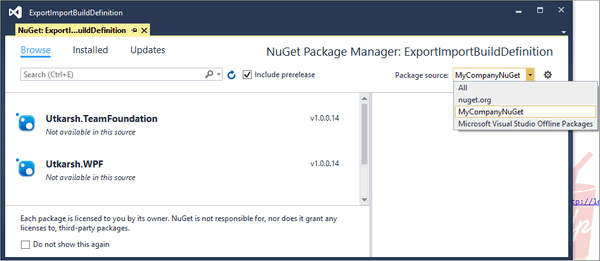 ExportImportBuildDefinition
NuGet: ExportI...uildDefinition
Browse Installed Updates
NuGet Package Manager: ExportImportBuildDefinition
Search (Ctrl+E)
Include prerelease
Package source: MyCompanyNuGet
All
nuget.org
MyCompanyNuGet
Microsoft Visual Studio Offline Packages
Utkarsh.TeamFoundation v1.0.0.14
Not available in this source
Utkarsh.WPF v1.0.0.14
Not available in this source
Each package is licensed to you by its owner. NuGet is not responsible for, nor does it grant any
licenses to, third-party packages.
Do not show this again